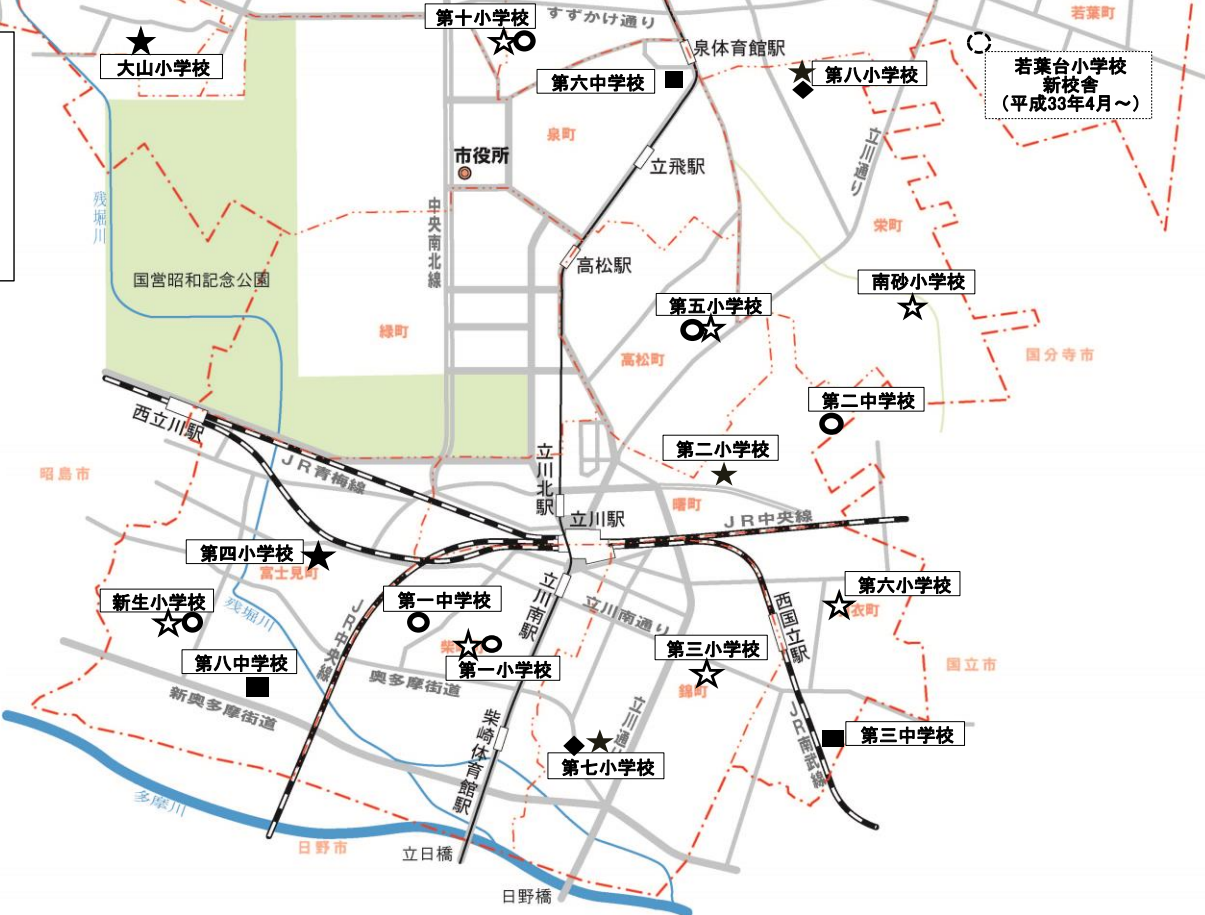 第十小学校
すずかけ通り
若葉町
大山小学校
泉体育館駅
第六中学校
第八小学校
若葉台小学校
新校舎
（平成33年4月～）
泉町
市役所
立飛駅
立川通り
残堀川
中央南北線
栄町
高松駅
国営昭和記念公園
南砂小学校
第五小学校
緑町
高松町
国分寺市
第二中学校
西立川駅
第二小学校
立川北駅
昭島市
JR青梅線
曙町
立川駅
JR中央線
第四小学校
富士見町
第六小学校
衣町
新生小学校
残堀川
第一中学校
立川南駅
立川南通り
西国立駅
JR中央線
柴
第一小学校
第三小学校
第八中学校
国立市
奥多摩街道
錦町
新奥多摩街道
立川通り
JR南武線
柴崎体育館駅
第三中学校
第七小学校
多摩川
日野市
立日橋
日野橋